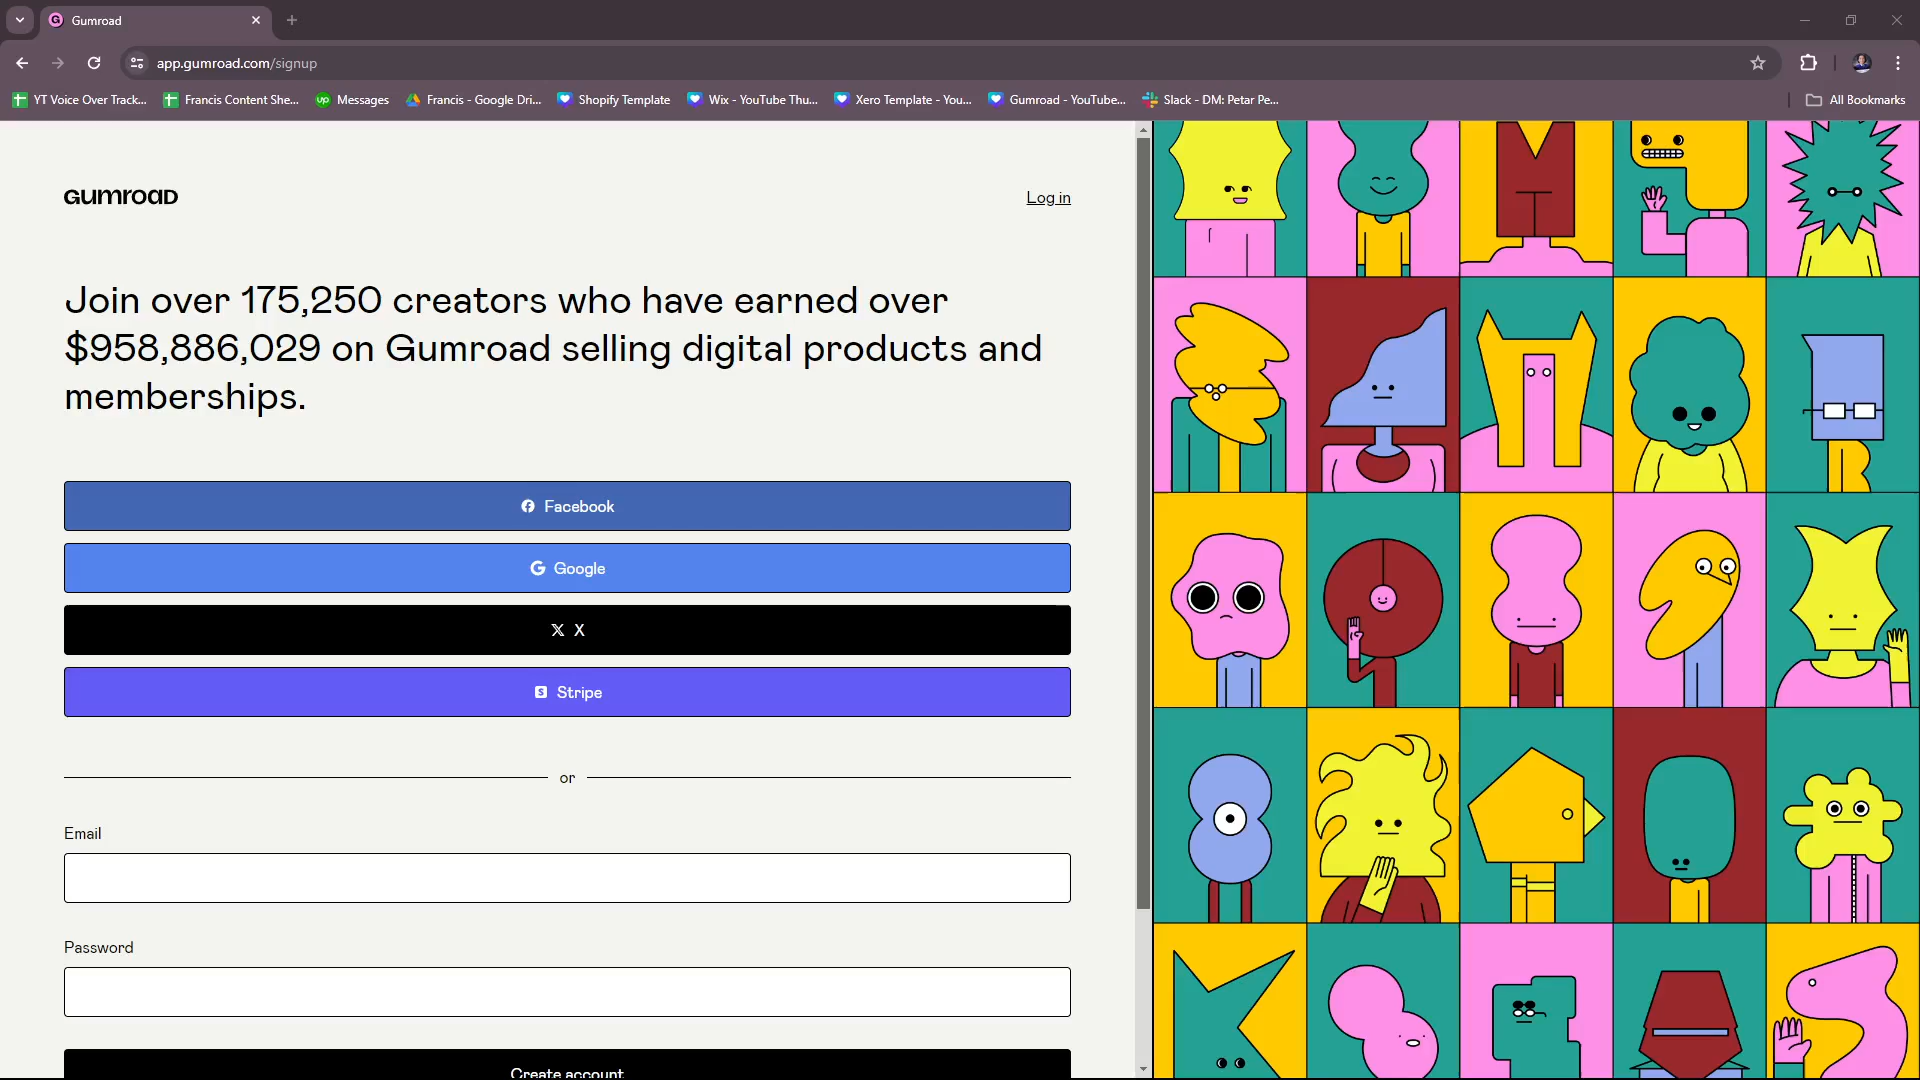 Gumroad
app.gumroad.com/signup
YT Voice Over Track...
Francis Content She...
Messages
Francis - Google Dri...
Shopify Template
Wix - YouTube Thu...
Xero Template - You...
Gumroad - YouTube...
Slack - DM: Petar Pe...
All Bookmarks
GUMROAD
Log in
Join over 175,250 creators who have earned over
$958,886,029 on Gumroad selling digital products and
memberships.
Facebook
Google
X
Stripe
or
Email
Password
Create account